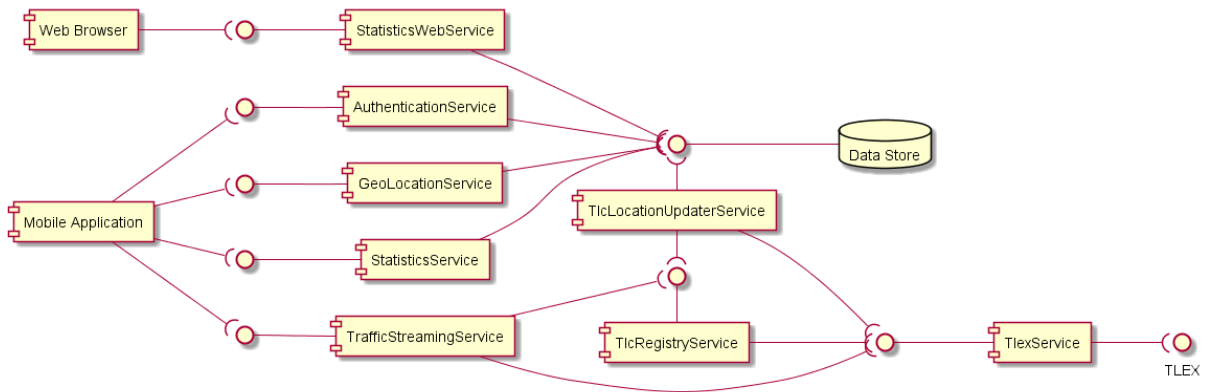 Web Browser
StatisticsWebService
AuthenticationService
Data Store
GeoLocationService
Mobile Application
TlcLocationUpdaterService
StatisticsService
TrafficStreamingService
TlcRegistryService
TlexService
TLEX